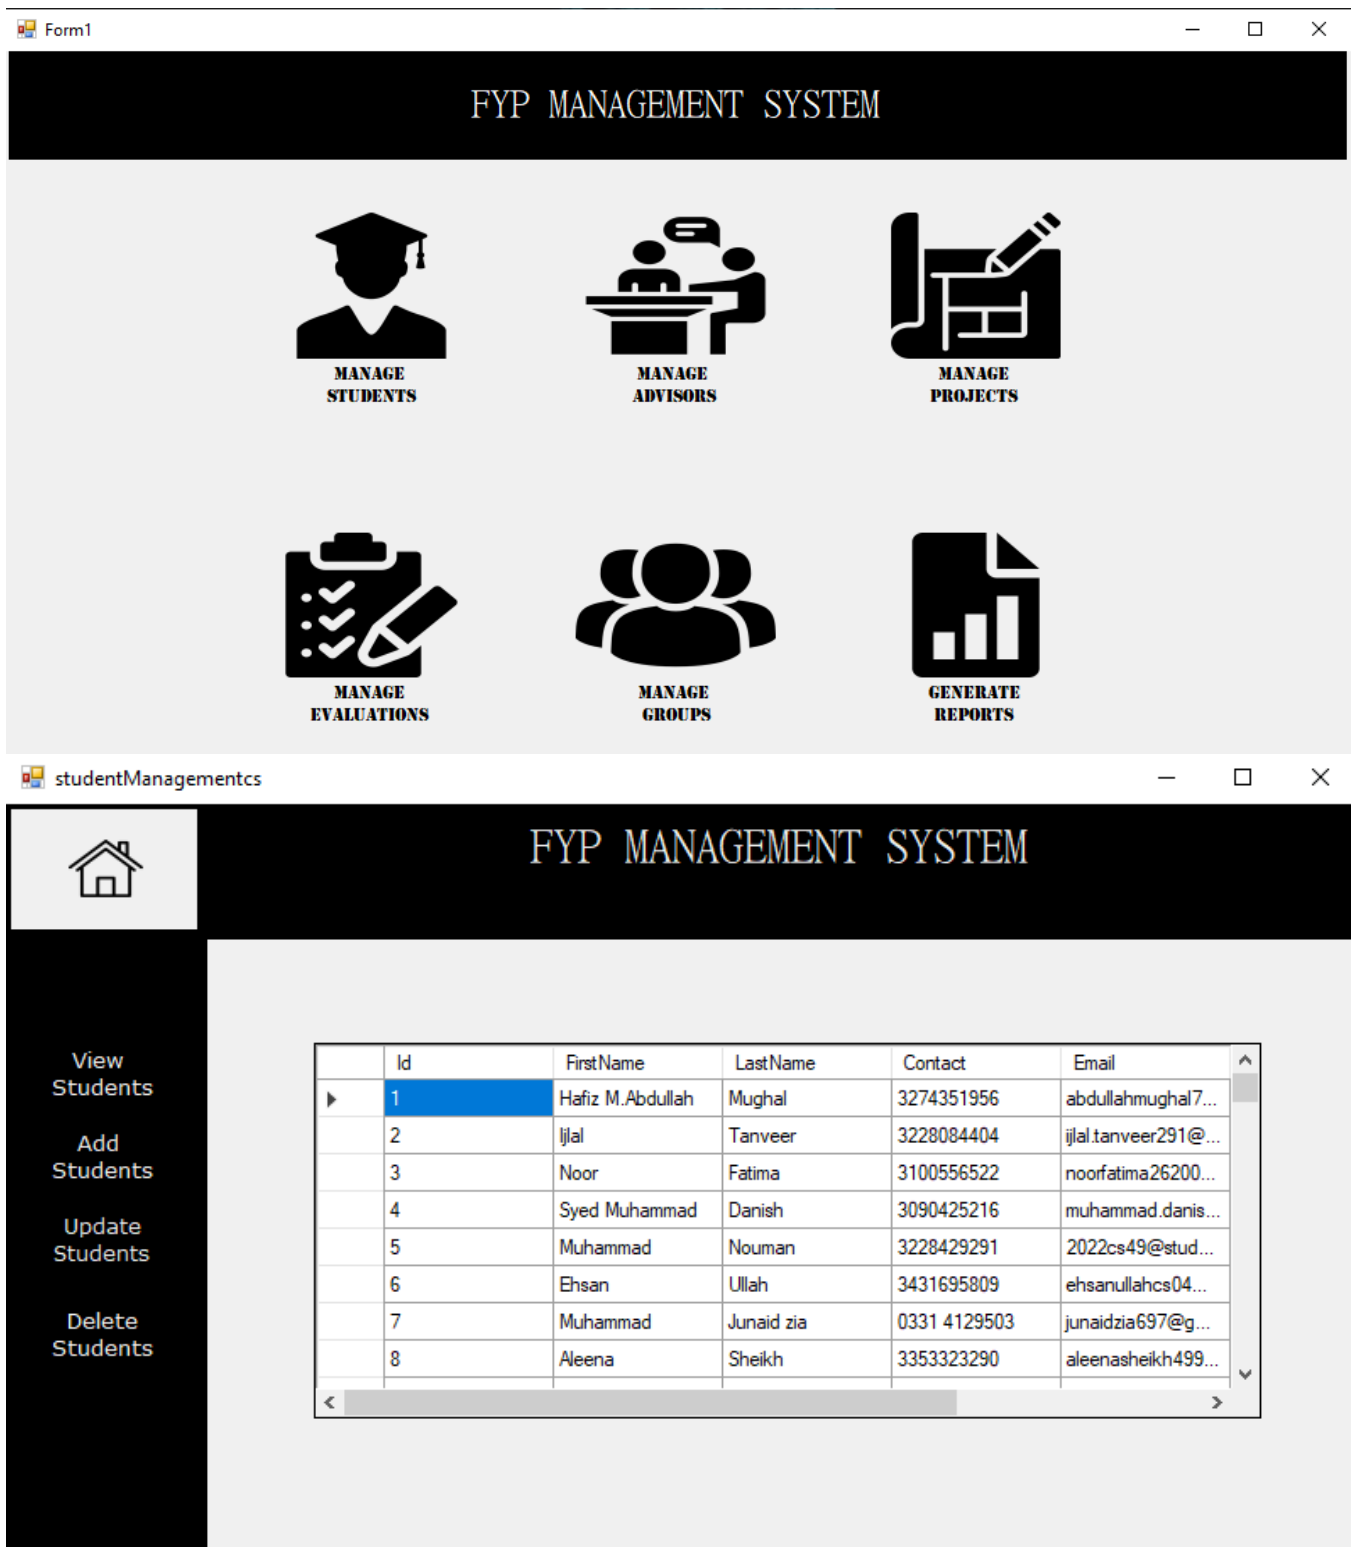 Form1
FYP MANAGEMENT SYSTEM
MANAGE STUDENTS
MANAGE ADVISORS
MANAGE PROJECTS
MANAGE EVALUATIONS
MANAGE GROUPS
GENERATE REPORTS
studentManagementcs
FYP MANAGEMENT SYSTEM
View
Students
Add
Students
Update
Students
Delete
Students
Id FirstName LastName Contact Email
1 Hafiz M.Abdullah Mughal 3274351956 abdullahmughal7...
2 Ijlal Tanveer 3228084404 ijlal.tanveer291@...
3 Noor Fatima 3100556522 noorfatima26200...
4 Syed Muhammad Danish 3090425216 muhammad.danis...
5 Muhammad Nouman 3228429291 2022cs49@stud...
6 Ehsan Ullah 3431695809 ehsanullahcs04...
7 Muhammad Junaid zia 0331 4129503 junaidzia697@g...
8 Aleena Sheikh 3353323290 aleenasheikh499...